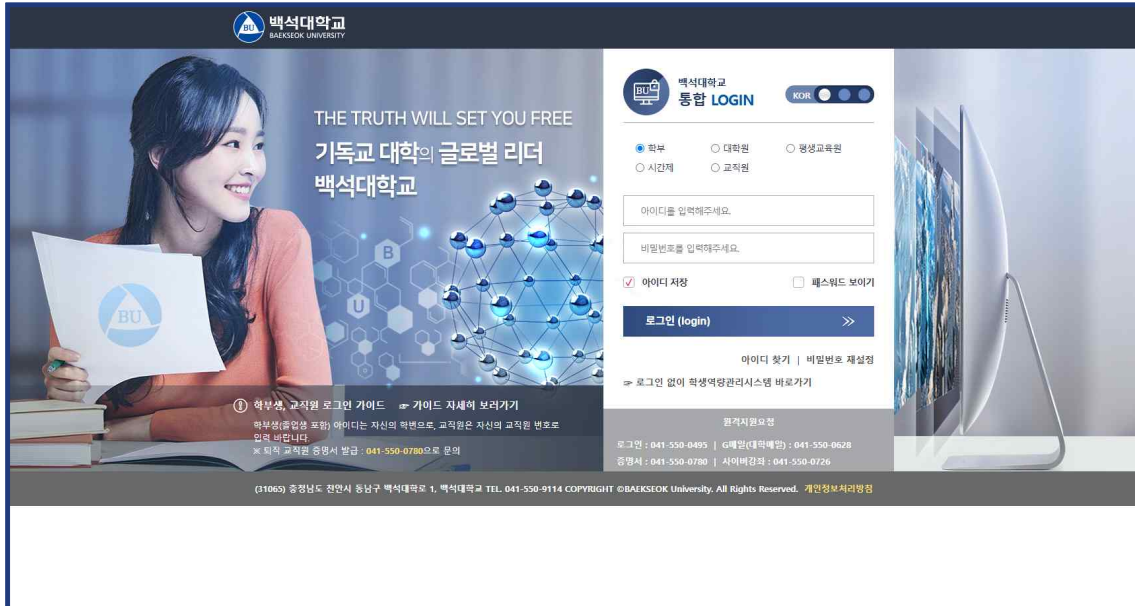 BU
백석대학교
BAEKSEOK UNIVERSITY
THE TRUTH WILL SET YOU FREE
기독교 대학의 글로벌 리더
백석대학교
B
U
BU
학부생, 교직원 로그인 가이드 ☞ 가이드 자세히 보러가기
학부생(졸업생 포함) 아이디는 자신의 학번으로, 교직원은 자신의 교직원 번호로
입력 바랍니다.
※ 퇴직 교직원 증명서 발급 : 041-550-0780으로 문의
BU
백석대학교
통합 LOGIN
KOR
학부 대학원 평생교육원
시간제 교직원
아이디를 입력해주세요.
비밀번호를 입력해주세요.
아이디 저장 패스워드 보이기
로그인 (login)
아이디 찾기 | 비밀번호 재설정
☞ 로그인 없이 학생역량관리시스템 바로가기
원격지원요청
로그인 : 041-550-0495 | G메일(대학메일) : 041-550-0628
증명서 : 041-550-0780 | 사이버강좌 : 041-550-0726
(31065) 충청남도 천안시 동남구 백석대학로 1, 백석대학교 TEL. 041-550-9114 COPYRIGHT ©BAEKSEOK University. All Rights Reserved. 개인정보처리방침